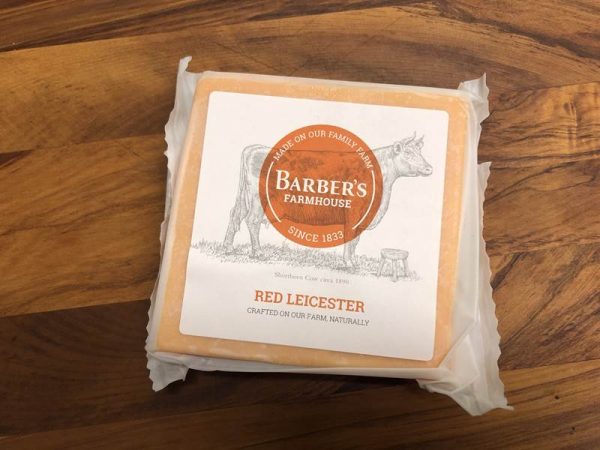 MADE ON OUR FAMILY FARM
BARBER'S
FARMHOUSE
SINCE 1833
Shorthorn Cow circa 1890
RED LEICESTER
CRAFTED ON OUR FARM, NATURALLY